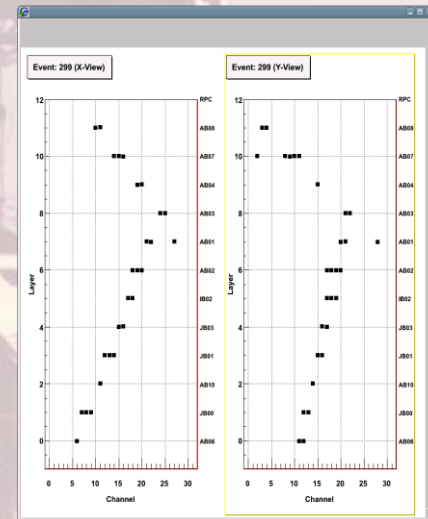 Event: 299 (X-View)
12
RPC
AB08
10
AB07
AB04
8
AB03
AB01
6
AB02
IB02
4
JB03
JB01
2
AB10
JB00
0
AB06
Layer
0 5 10 15 20 25 30
Channel
Event: 299 (Y-View)
12
RPC
AB08
10
AB07
AB04
8
AB03
AB01
6
AB02
IB02
4
JB03
JB01
2
AB10
JB00
0
AB06
Layer
0 5 10 15 20 25 30
Channel